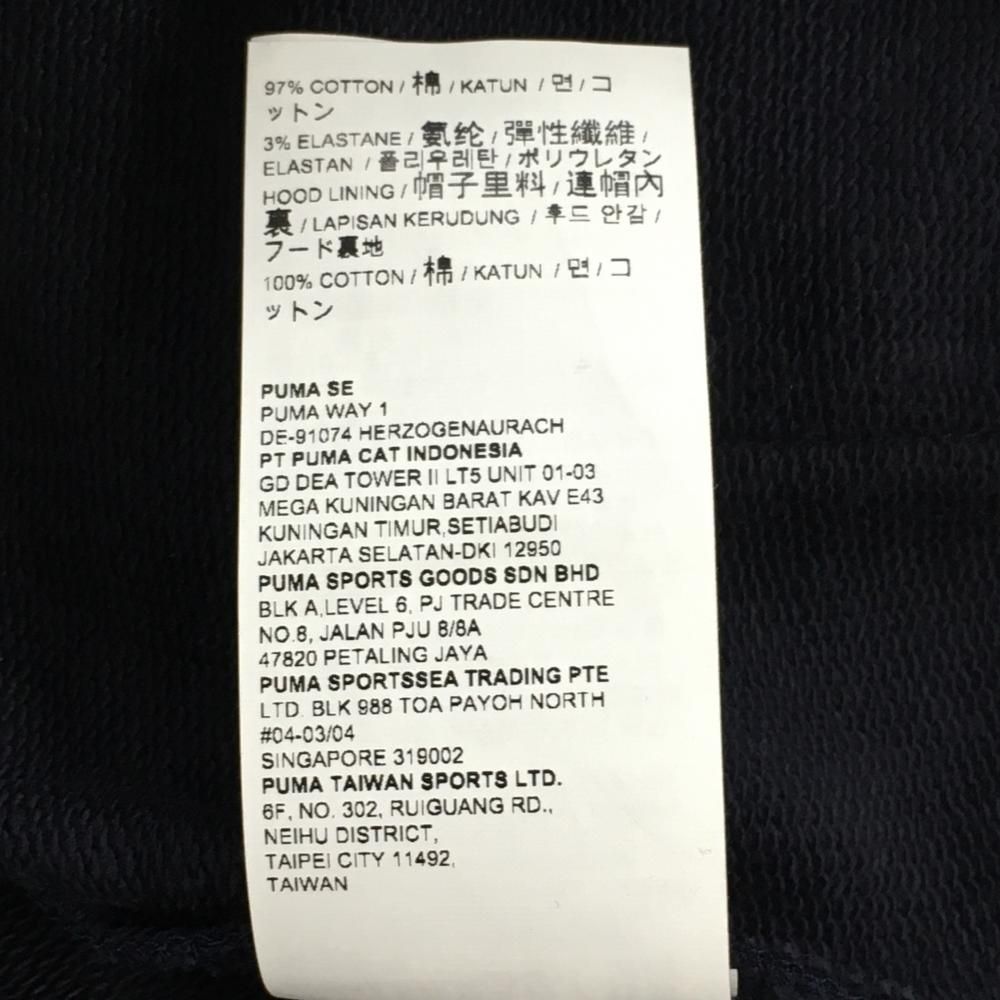 97% COTTON / 棉 / KATUN / 면 / コ
ットン
3% ELASTANE / 氨纶 / 彈性纖維 /
ELASTAN / 폴리우레탄 / ポリウレタン
HOOD LINING / 帽子里料 / 連帽內
裏 / LAPISAN KERUDUNG / 후드 안감 /
フード裏地
100% COTTON / 棉 / KATUN / 면 / コ
ットン
PUMA SE
PUMA WAY 1
DE-91074 HERZOGENAURACH
PT PUMA CAT INDONESIA
GD DEA TOWER II LT5 UNIT 01-03
MEGA KUNINGAN BARAT KAV E43
KUNINGAN TIMUR,SETIABUDI
JAKARTA SELATAN-DKI 12950
PUMA SPORTS GOODS SDN BHD
BLK A,LEVEL 6, PJ TRADE CENTRE
NO.8, JALAN PJU 8/8A
47820 PETALING JAYA
PUMA SPORTSSEA TRADING PTE
LTD. BLK 988 TOA PAYOH NORTH
#04-03/04
SINGAPORE 319002
PUMA TAIWAN SPORTS LTD.
6F, NO. 302, RUIGUANG RD.,
NEIHU DISTRICT,
TAIPEI CITY 11492,
TAIWAN